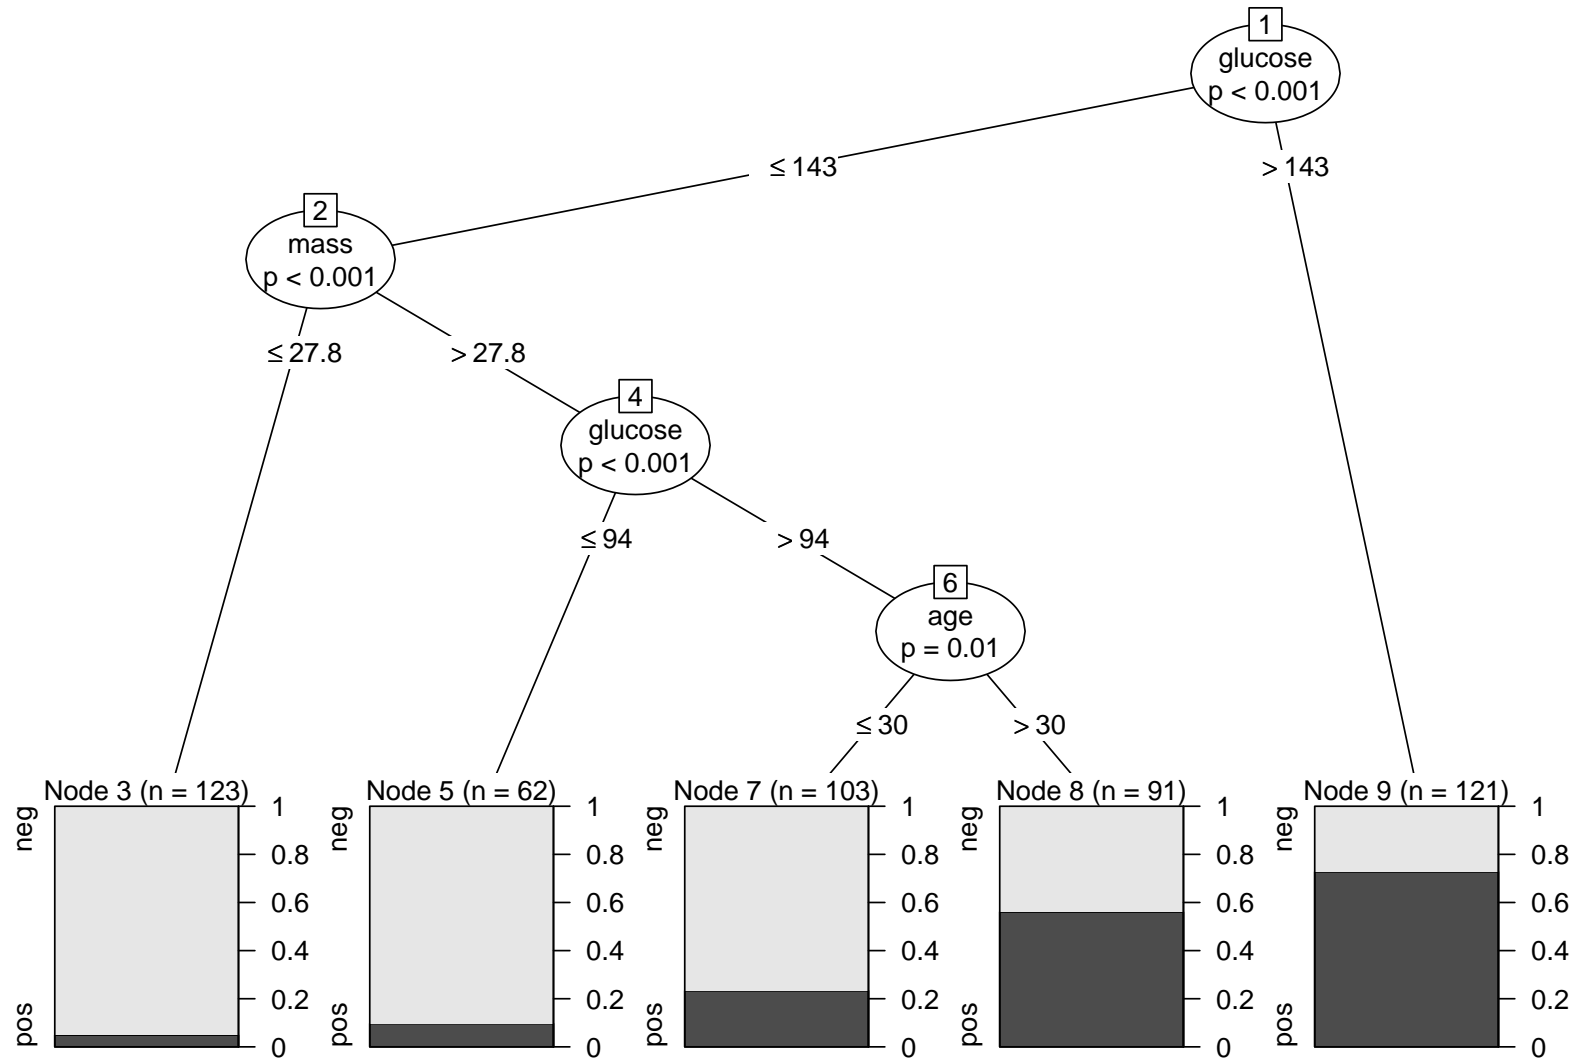 1
glucose
p < 0.001
≤ 143
> 143
2
mass
p < 0.001
≤ 27.8
> 27.8
4
glucose
p < 0.001
≤ 94
> 94
6
age
p = 0.01
≤ 30
> 30
Node 3 (n = 123)
neg
pos
1
0.8
0.6
0.4
0.2
0
Node 5 (n = 62)
neg
pos
1
0.8
0.6
0.4
0.2
0
Node 7 (n = 103)
neg
pos
1
0.8
0.6
0.4
0.2
0
Node 8 (n = 91)
neg
pos
1
0.8
0.6
0.4
0.2
0
Node 9 (n = 121)
neg
pos
1
0.8
0.6
0.4
0.2
0